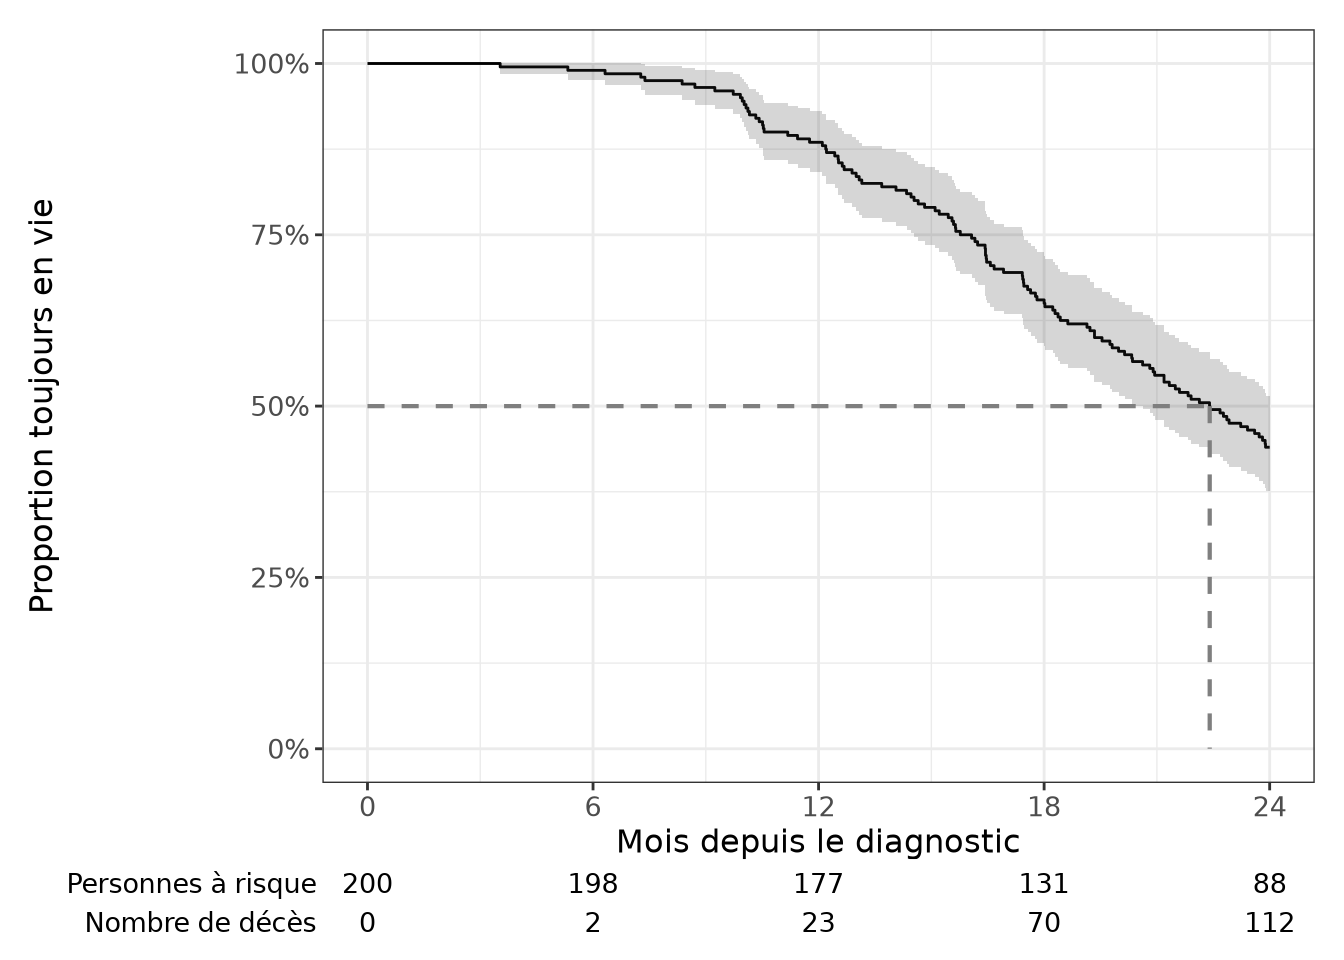 Proportion toujours en vie
100%
75%
50%
25%
0%
0 6 12 18 24
Mois depuis le diagnostic
Personnes à risque 200 198 177 131 88
Nombre de décès 0 2 23 70 112